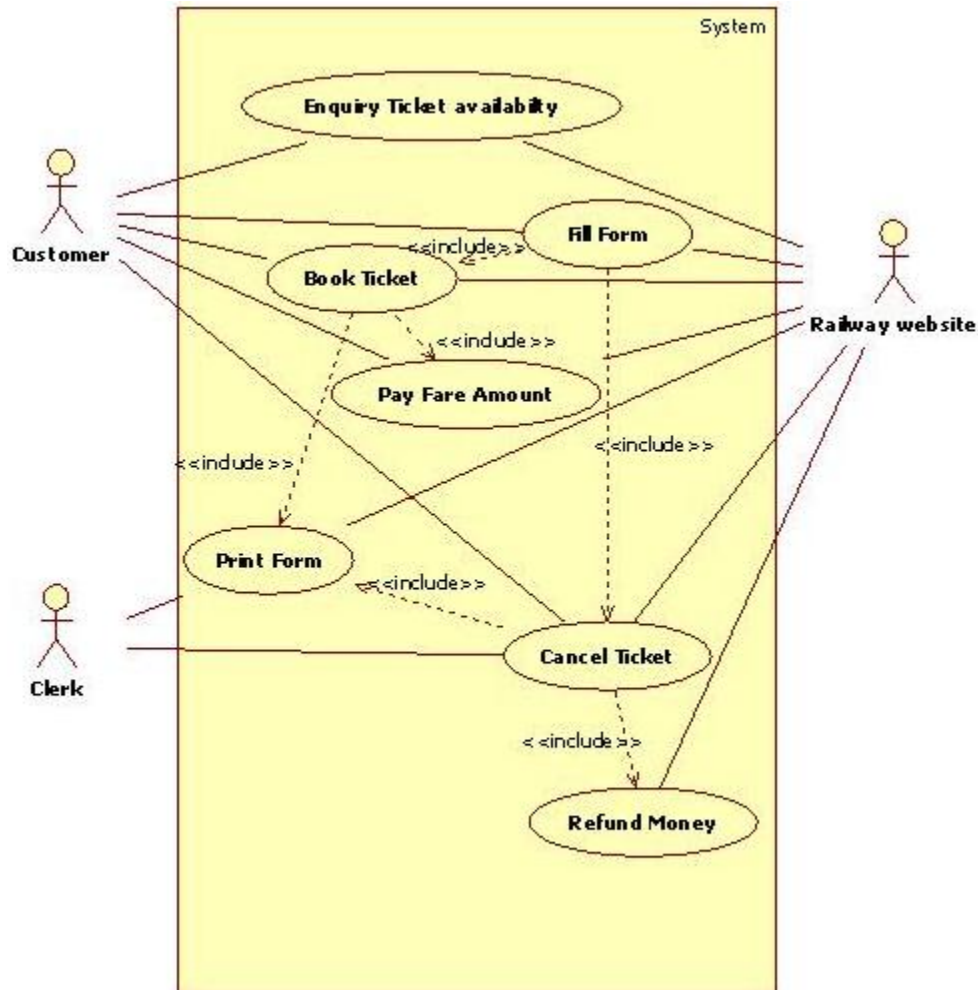 System
Enquiry Ticket availabilty
Customer
Fill Form
<<include>>
Book Ticket
Railway website
<<include>>
Pay Fare Amount
<<include>>
<<include>>
Print Form
<<include>>
Cancel Ticket
Clerk
<<include>>
Refund Money